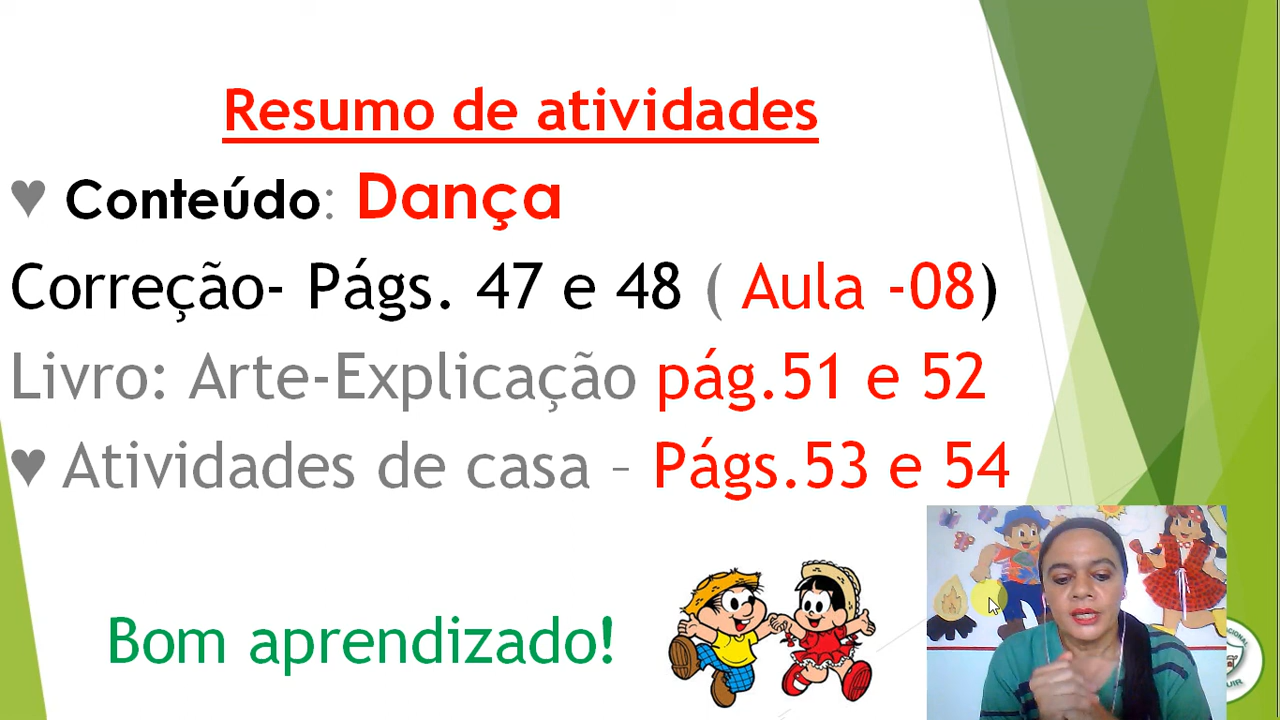 Resumo de atividades
♥ Conteúdo: Dança
Correção- Págs. 47 e 48 ( Aula -08)
Livro: Arte-Explicação pág.51 e 52
♥ Atividades de casa – Págs.53 e 54
Bom aprendizado!